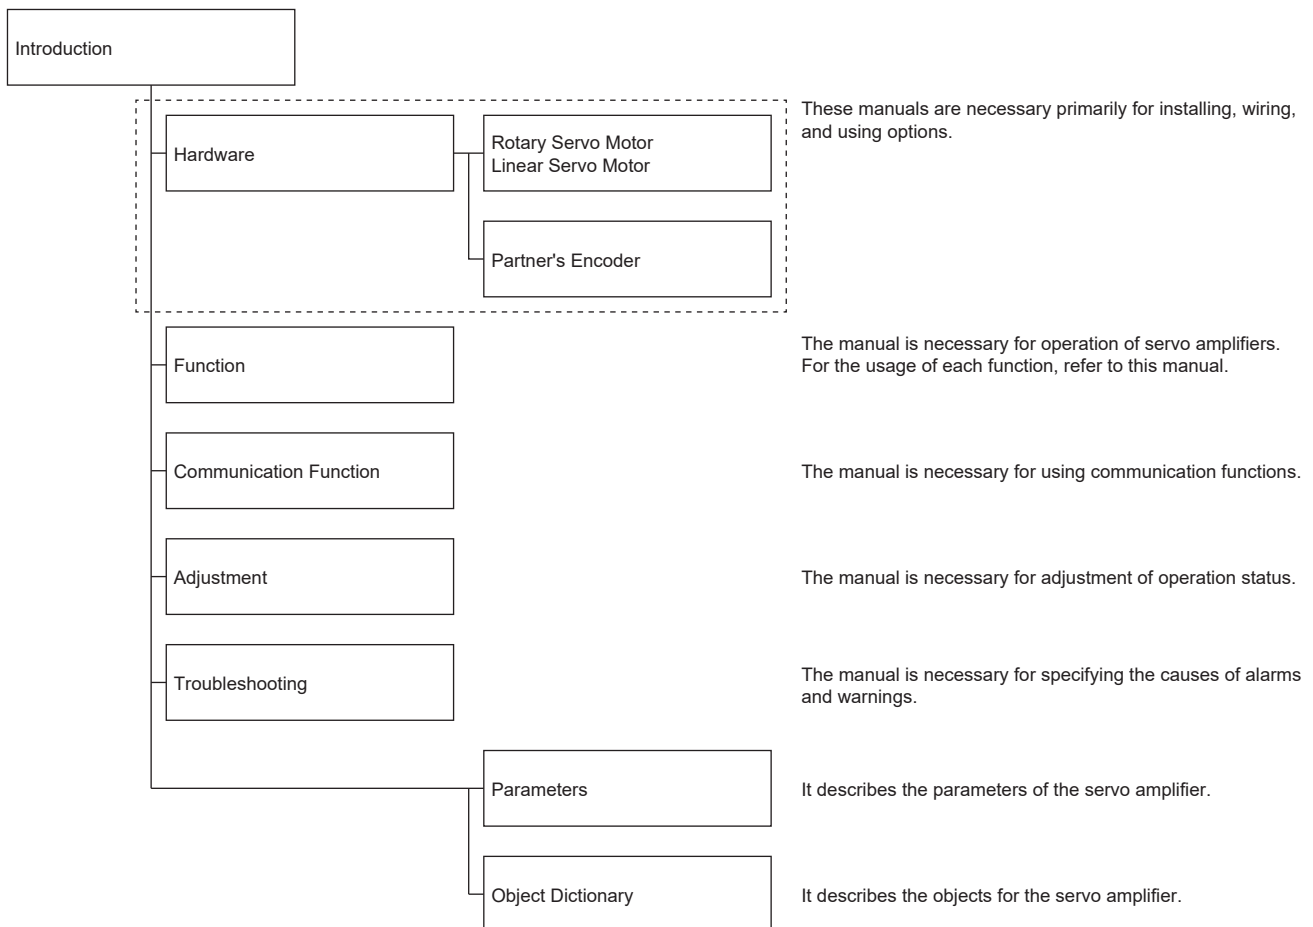 Introduction
These manuals are necessary primarily for installing, wiring,
and using options.
Hardware
Rotary Servo Motor
Linear Servo Motor
Partner's Encoder
Function
The manual is necessary for operation of servo amplifiers.
For the usage of each function, refer to this manual.
Communication Function
The manual is necessary for using communication functions.
Adjustment
The manual is necessary for adjustment of operation status.
Troubleshooting
The manual is necessary for specifying the causes of alarms
and warnings.
Parameters
It describes the parameters of the servo amplifier.
Object Dictionary
It describes the objects for the servo amplifier.